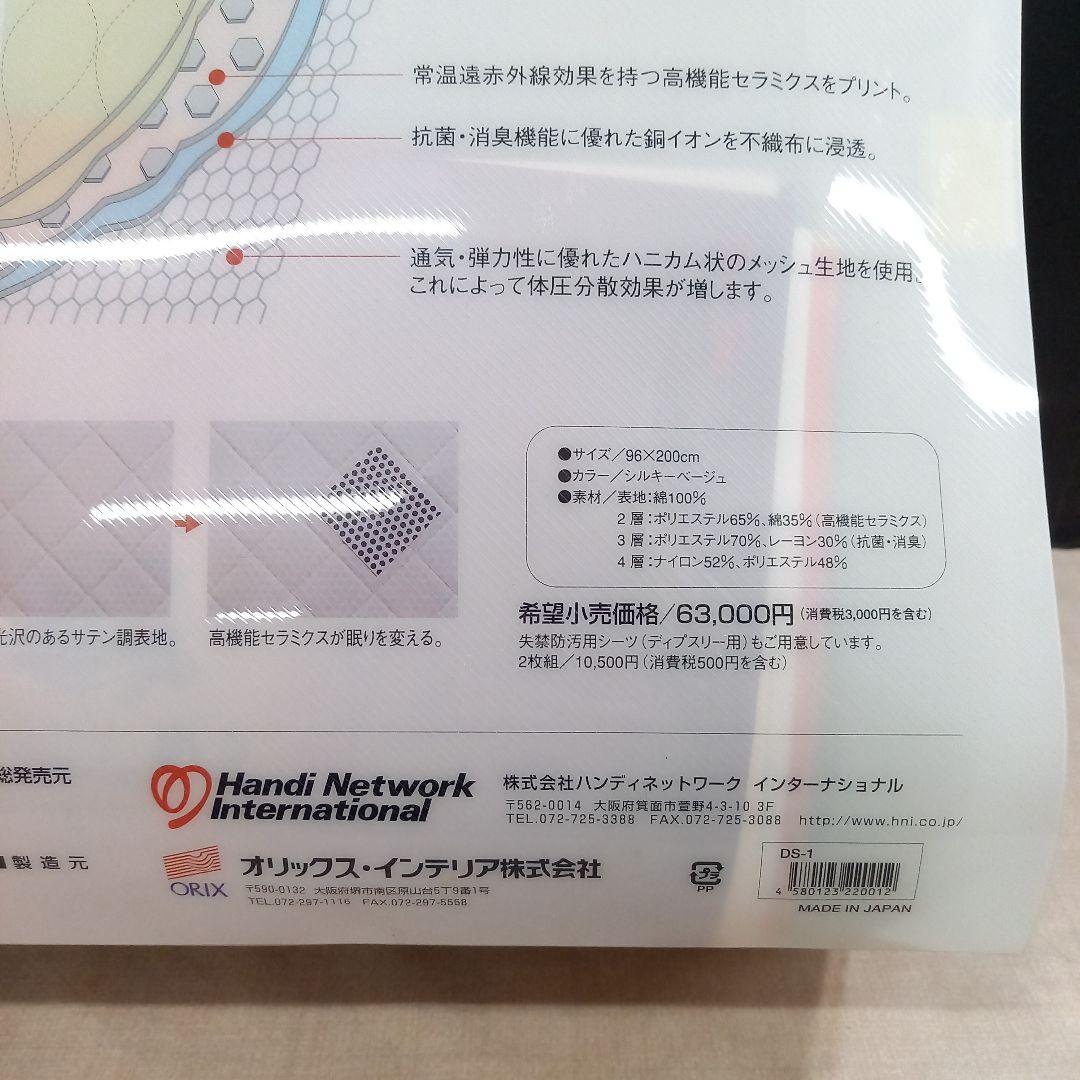 常温遠赤外線効果を持つ高機能セラミクスをプリント。
抗菌・消臭機能に優れた銅イオンを不織布に浸透。
通気・弾力性に優れたハニカム状のメッシュ生地を使用。
これによって体圧分散効果が増します。
光沢のあるサテン調表地。
高機能セラミクスが眠りを変える。
●サイズ/96×200cm
●カラー/シルキーベージュ
●素材/表地:綿100%
2層:ポリエステル65%、綿35%(高機能セラミクス)
3層:ポリエステル70%、レーヨン30%(抗菌・消臭)
4層:ナイロン52%、ポリエステル48%
希望小売価格/63,000円(消費税3,000円を含む)
失禁防汚用シーツ(ディプスリー用)もご用意しています。
2枚組/10,500円(消費税500円を含む)
総発売元
Handi Network
International
株式会社ハンディネットワーク インターナショナル
〒562-0014 大阪府箕面市萱野4-3-10 3F
TEL.072-725-3388 FAX.072-725-3088 http://www.hni.co.jp/
■製造元
ORIX
オリックス・インテリア株式会社
〒590-0132 大阪府堺市南区原山台5丁9番1号
TEL.072-297-1116 FAX.072-297-5558
プラ
PP
DS-1
4 580123 220012
MADE IN JAPAN